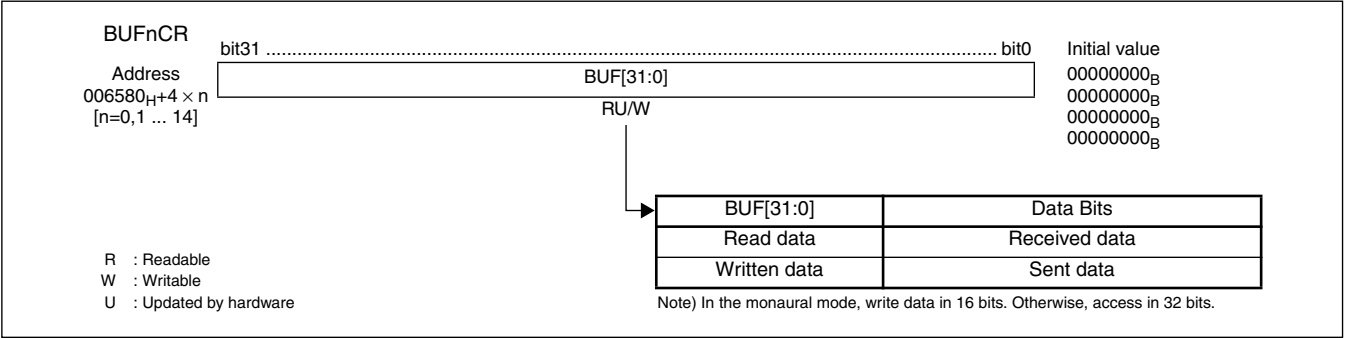 BUFnCR
bit31 ........................................................................................................................................................ bit0 Initial value
Address BUF[31:0] 00000000B
006580H+4 × n RU/W 00000000B
[n=0,1 ... 14] 00000000B
00000000B
BUF[31:0] Data Bits
Read data Received data
Written data Sent data
R : Readable
W : Writable
U : Updated by hardware
Note) In the monaural mode, write data in 16 bits. Otherwise, access in 32 bits.